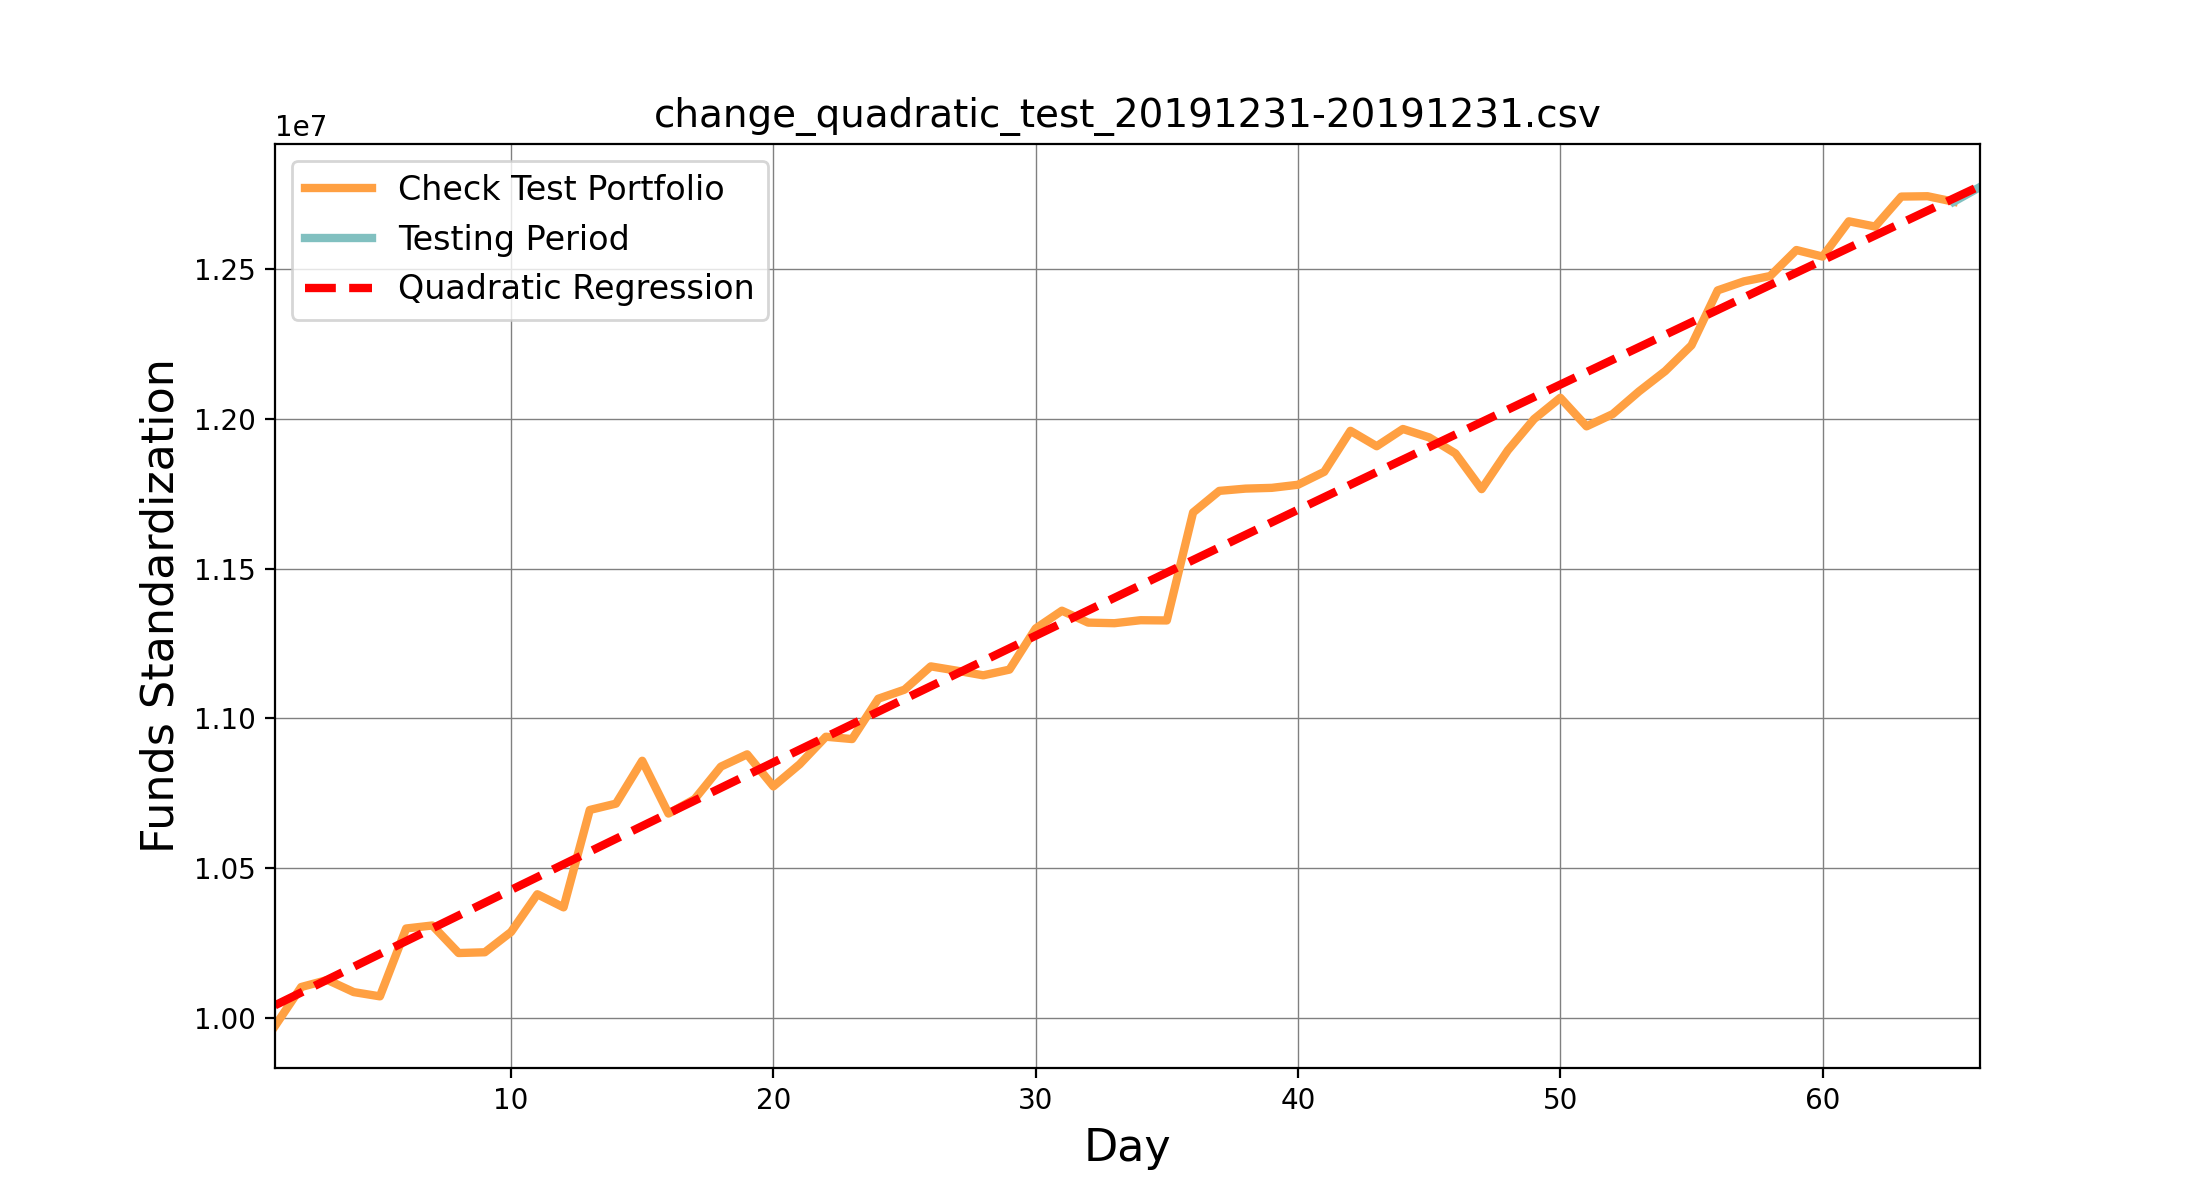 change_quadratic_test_20191231-20191231.csv
1e7
Check Test Portfolio
Testing Period
Quadratic Regression
Funds Standardization
1.25
1.20
1.15
1.10
1.05
1.00
10 20 30 40 50 60
Day